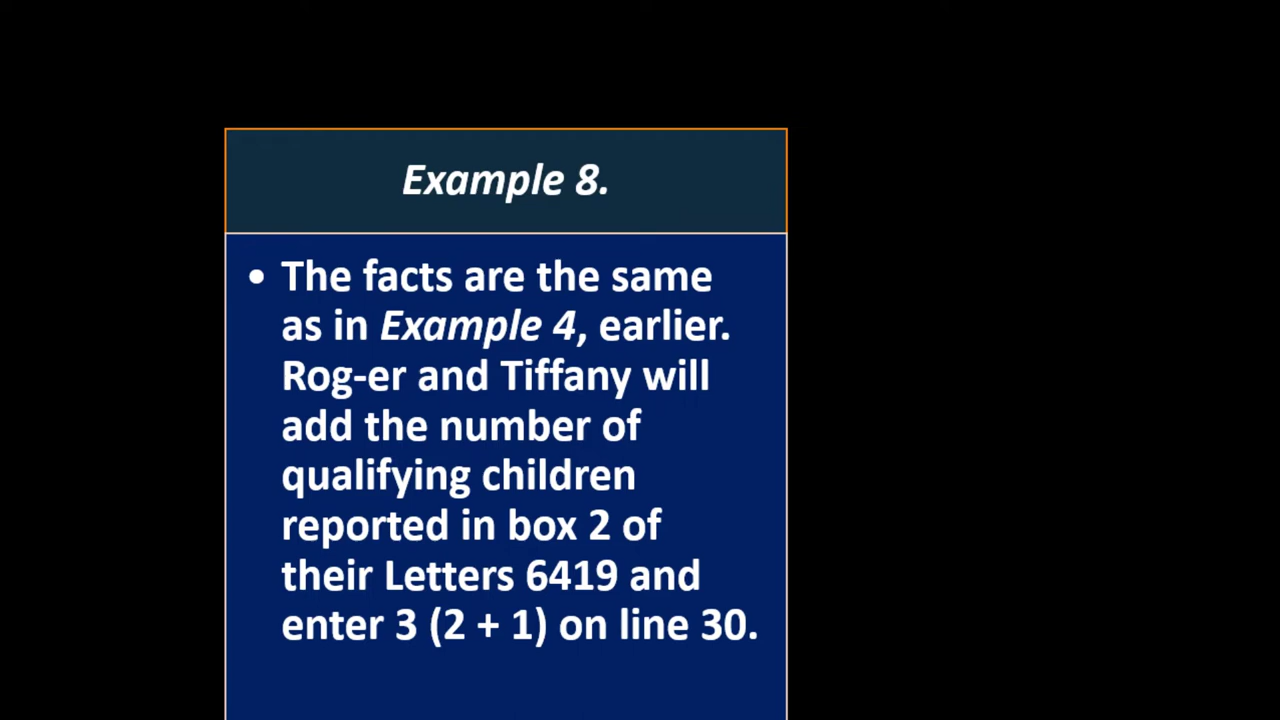 Example 8.
• The facts are the same
as in Example 4, earlier.
Rog-er and Tiffany will
add the number of
qualifying children
reported in box 2 of
their Letters 6419 and
enter 3 (2 + 1) on line 30.